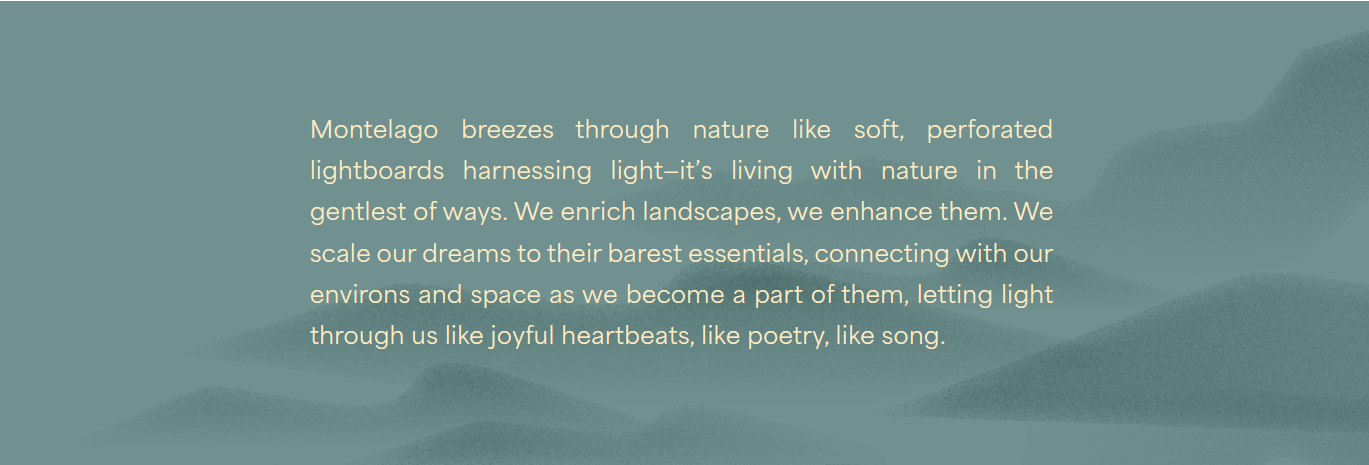 Montelago breezes through nature like soft, perforated
lightboards harnessing light—it’s living with nature in the
gentlest of ways. We enrich landscapes, we enhance them. We
scale our dreams to their barest essentials, connecting with our
environs and space as we become a part of them, letting light
through us like joyful heartbeats, like poetry, like song.